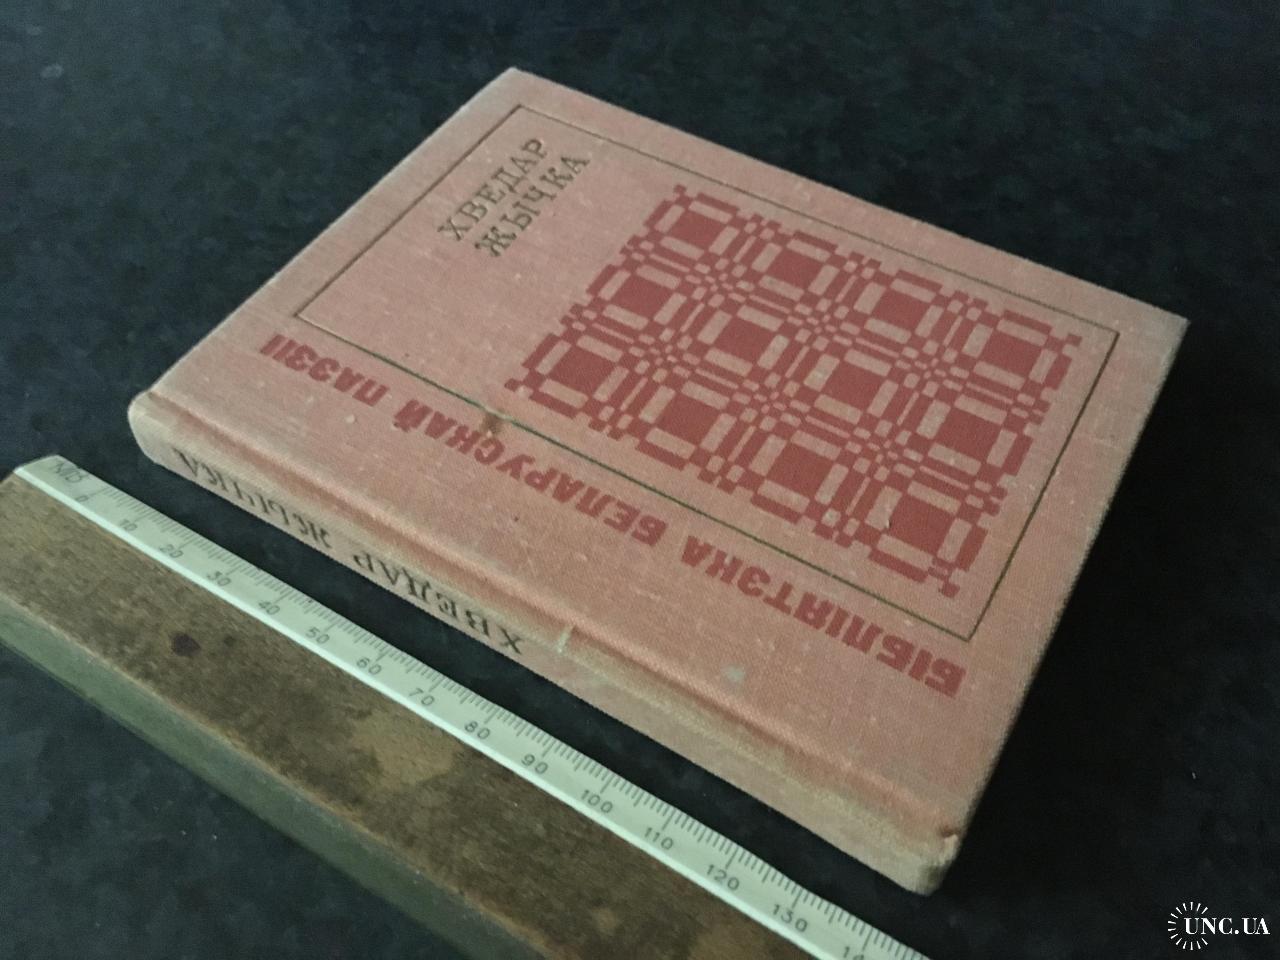 ХВЕДАР
ЖЫЧКА
БІБЛІЯТЭКА БЕЛАРУСКАЙ ПАЭЗІІ
ХВЕДАР ЖЫЧКА
0 10 20 30 40 50 60 70 80 90 100 110 120 130
UNC.UA